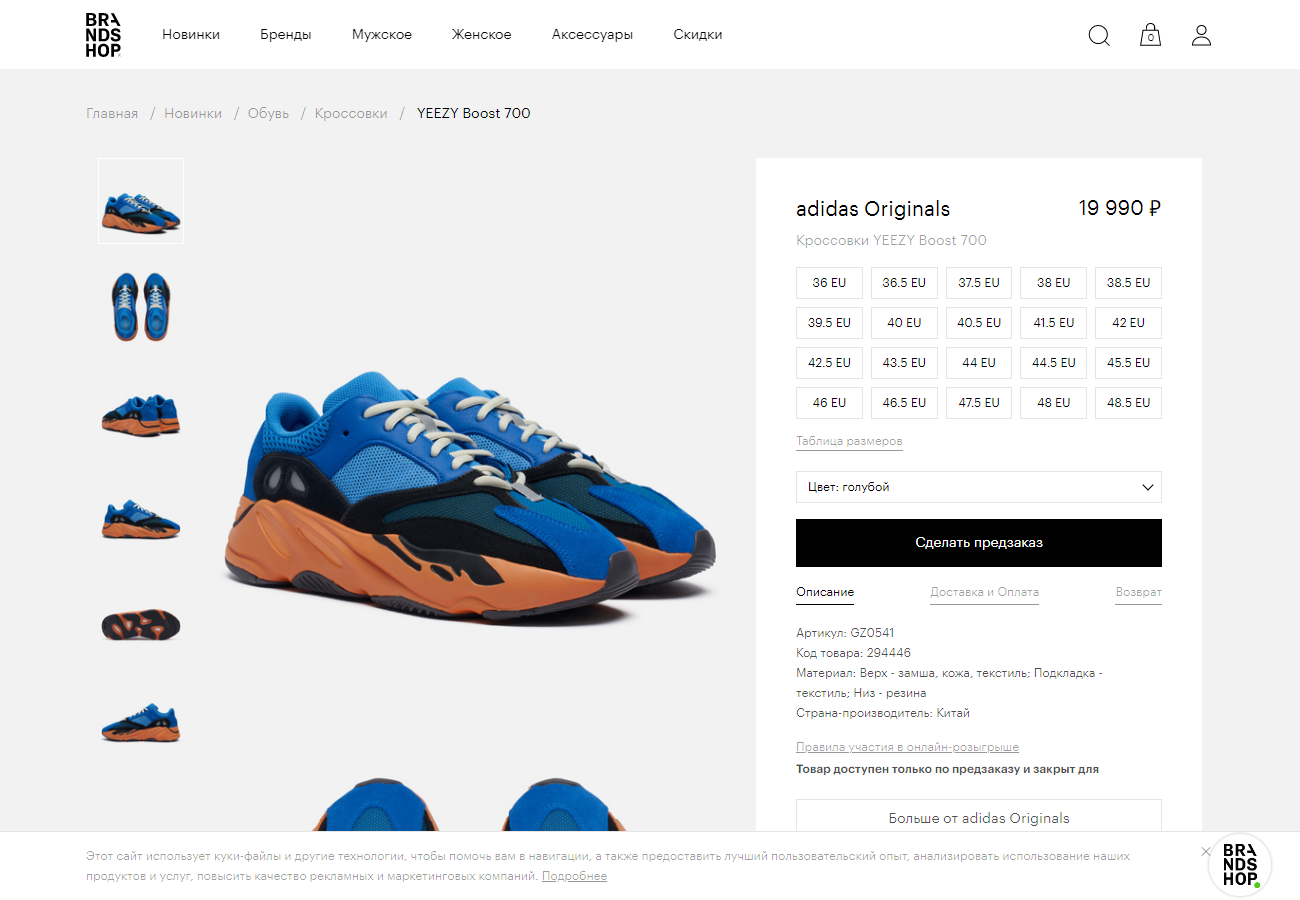 BRA
NDS
HOP
Новинки
Бренды
Мужское
Женское
Аксессуары
Скидки
0
Главная / Новинки / Обувь / Кроссовки / YEEZY Boost 700
adidas Originals
19 990 ₽
Кроссовки YEEZY Boost 700
36 EU 36.5 EU 37.5 EU 38 EU 38.5 EU
39.5 EU 40 EU 40.5 EU 41.5 EU 42 EU
42.5 EU 43.5 EU 44 EU 44.5 EU 45.5 EU
46 EU 46.5 EU 47.5 EU 48 EU 48.5 EU
Таблица размеров
Цвет: голубой
Сделать предзаказ
Описание
Доставка и Оплата
Возврат
Артикул: GZ0541
Код товара: 294446
Материал: Верх - замша, кожа, текстиль; Подкладка -
текстиль; Низ - резина
Страна-производитель: Китай
Правила участия в онлайн-розыгрыше
Товар доступен только по предзаказу и закрыт для
Больше от adidas Originals
Этот сайт использует куки-файлы и другие технологии, чтобы помочь вам в навигации, а также предоставить лучший пользовательский опыт, анализировать использование наших
продуктов и услуг, повысить качество рекламных и маркетинговых компаний. Подробнее
BRA
NDS
HOP